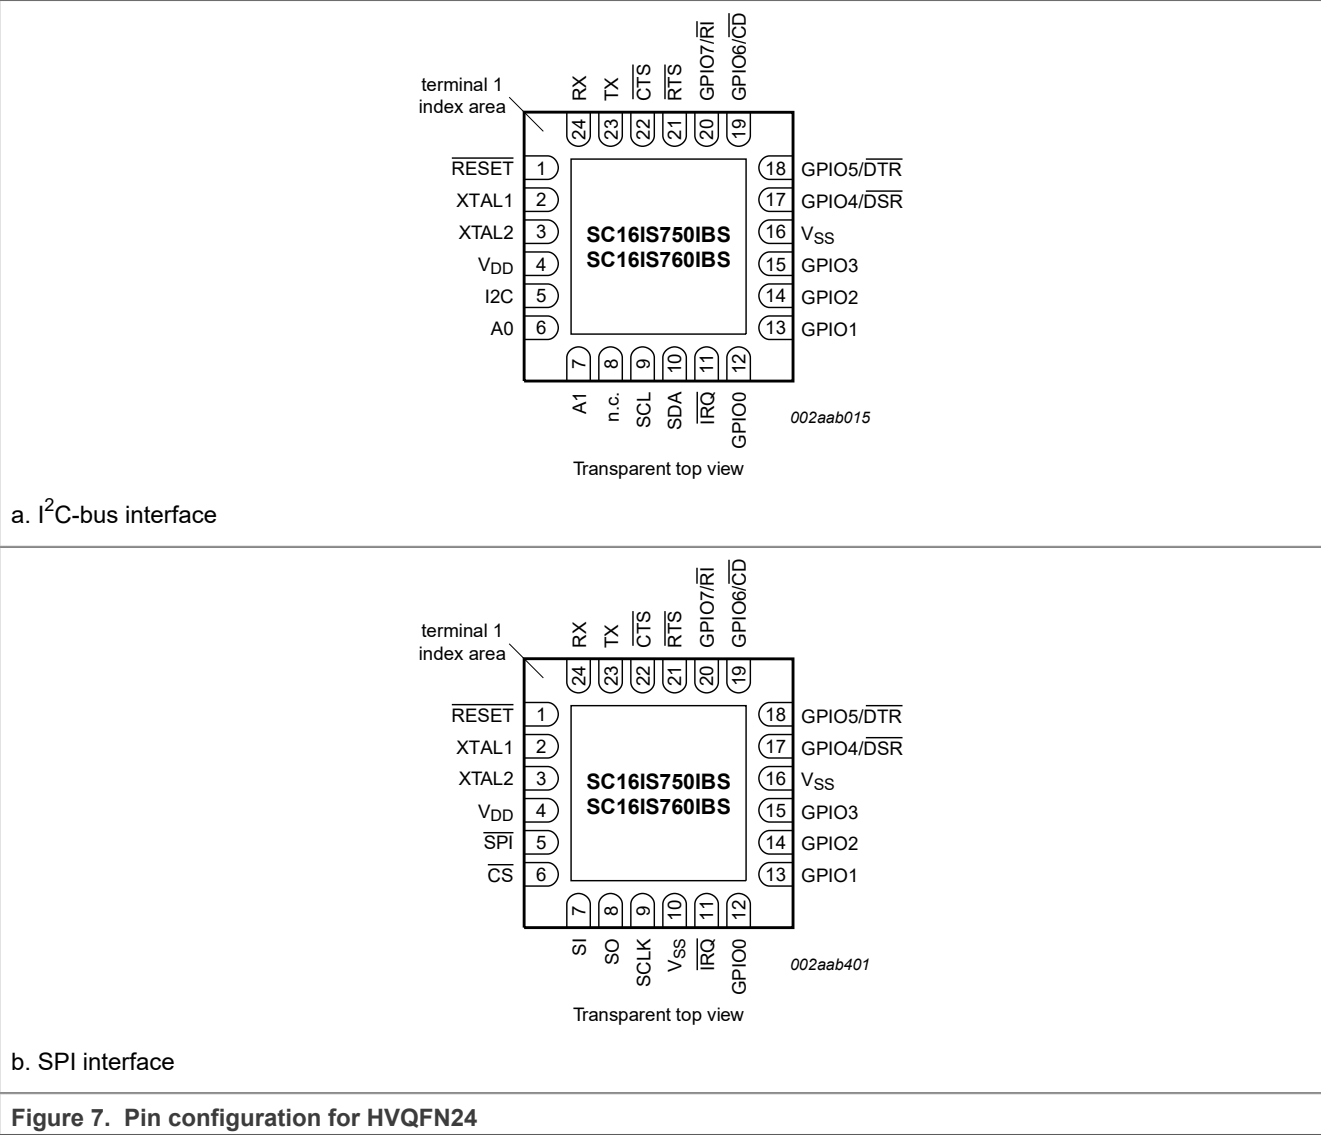 RX TX CTS RTS GPIO7/RI GPIO6/CD
terminal 1
index area
24 23 22 21 20 19
RESET 1 18 GPIO5/DTR
XTAL1 2 17 GPIO4/DSR
XTAL2 3 SC16IS750IBS 16 VSS
VDD 4 SC16IS760IBS 15 GPIO3
I2C 5 14 GPIO2
A0 6 13 GPIO1
7 8 9 10 11 12
A1 n.c. SCL SDA IRQ GPIO0
002aab015
Transparent top view
a. I2C-bus interface
RX TX CTS RTS GPIO7/RI GPIO6/CD
terminal 1
index area
24 23 22 21 20 19
RESET 1 18 GPIO5/DTR
XTAL1 2 17 GPIO4/DSR
XTAL2 3 SC16IS750IBS 16 VSS
VDD 4 SC16IS760IBS 15 GPIO3
SPI 5 14 GPIO2
CS 6 13 GPIO1
7 8 9 10 11 12
SI SO SCLK VSS IRQ GPIO0
002aab401
Transparent top view
b. SPI interface
Figure 7. Pin configuration for HVQFN24